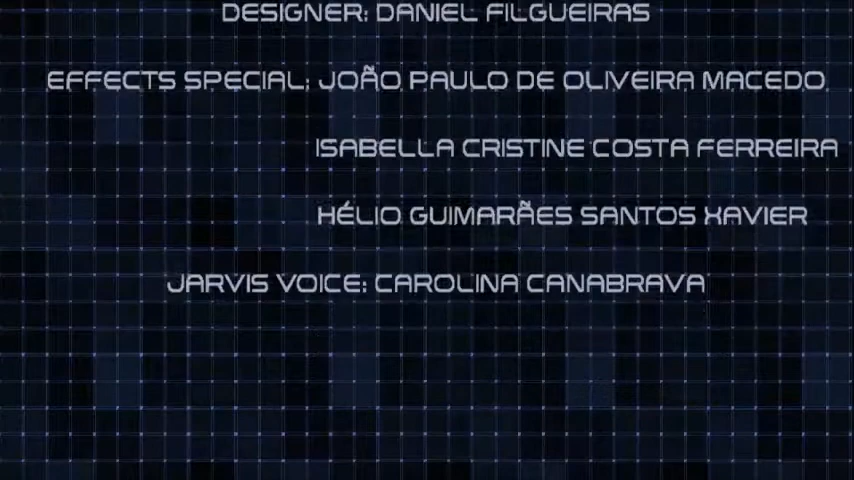 DESIGNER: DANIEL FILGUEIRAS
EFFECTS SPECIAL: JOÃO PAULO DE OLIVEIRA MACEDO
ISABELLA CRISTINE COSTA FERREIRA
HÉLIO GUIMARÃES SANTOS XAVIER
JARVIS VOICE: CAROLINA CANABRAVA